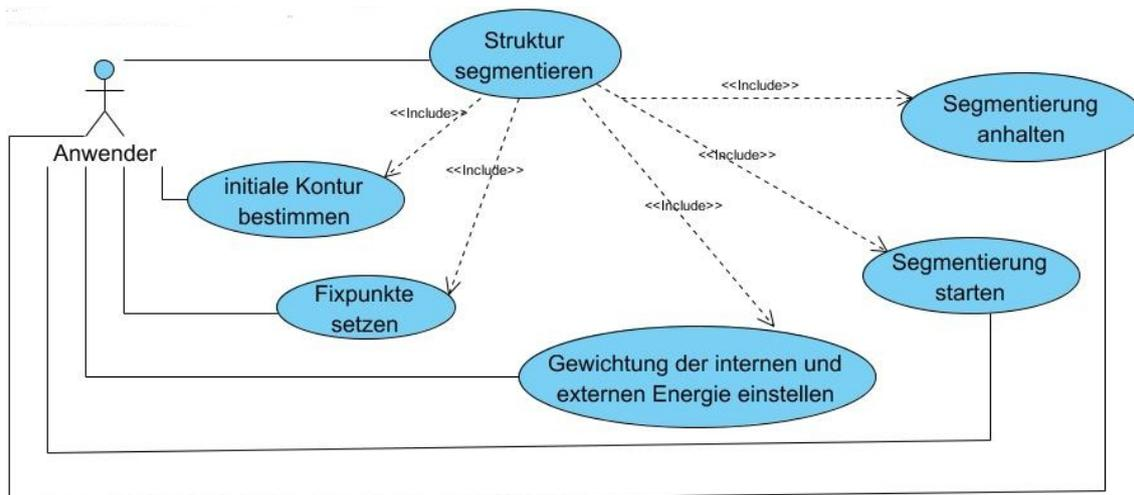 Struktur
segmentieren
<<Include>>
Segmentierung
anhalten
<<Include>>
Anwender
<<Include>>
<<Include>>
initiale Kontur
bestimmen
<<Include>>
Segmentierung
starten
Fixpunkte
setzen
Gewichtung der internen und
externen Energie einstellen